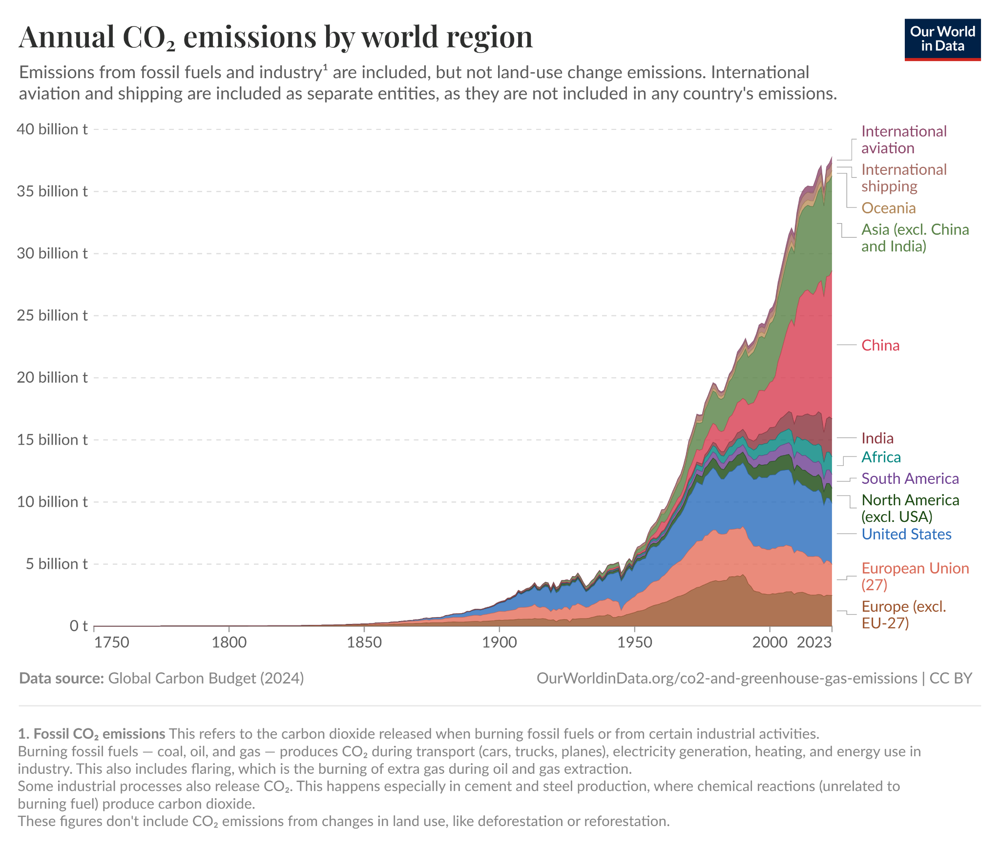 Annual CO₂ emissions by world region
Our World
in Data
Emissions from fossil fuels and industry¹ are included, but not land-use change emissions. International
aviation and shipping are included as separate entities, as they are not included in any country's emissions.
40 billion t
35 billion t
30 billion t
25 billion t
20 billion t
15 billion t
10 billion t
5 billion t
0 t
International
aviation
International
shipping
Oceania
Asia (excl. China
and India)
China
India
Africa
South America
North America
(excl. USA)
United States
European Union
(27)
Europe (excl.
EU-27)
1750 1800 1850 1900 1950 2000 2023
Data source: Global Carbon Budget (2024)
OurWorldinData.org/co2-and-greenhouse-gas-emissions | CC BY
1. Fossil CO₂ emissions This refers to the carbon dioxide released when burning fossil fuels or from certain industrial activities.
Burning fossil fuels — coal, oil, and gas — produces CO₂ during transport (cars, trucks, planes), electricity generation, heating, and energy use in
industry. This also includes flaring, which is the burning of extra gas during oil and gas extraction.
Some industrial processes also release CO₂. This happens especially in cement and steel production, where chemical reactions (unrelated to
burning fuel) produce carbon dioxide.
These figures don't include CO₂ emissions from changes in land use, like deforestation or reforestation.